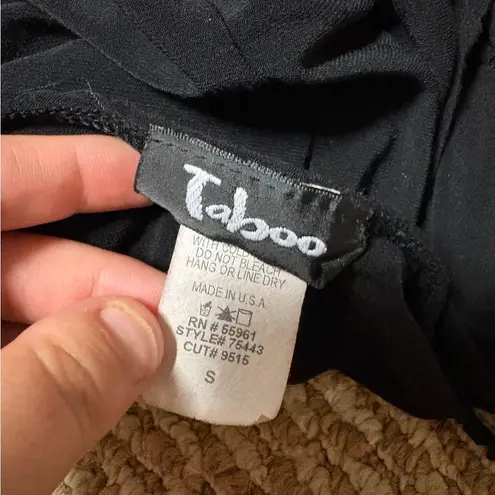 Taboo
WITH COLD
DO NOT BLEACH
HANG OR LINE DRY
MADE IN U.S.A.
RN # 55961
STYLE# 75443
CUT# 9515
S